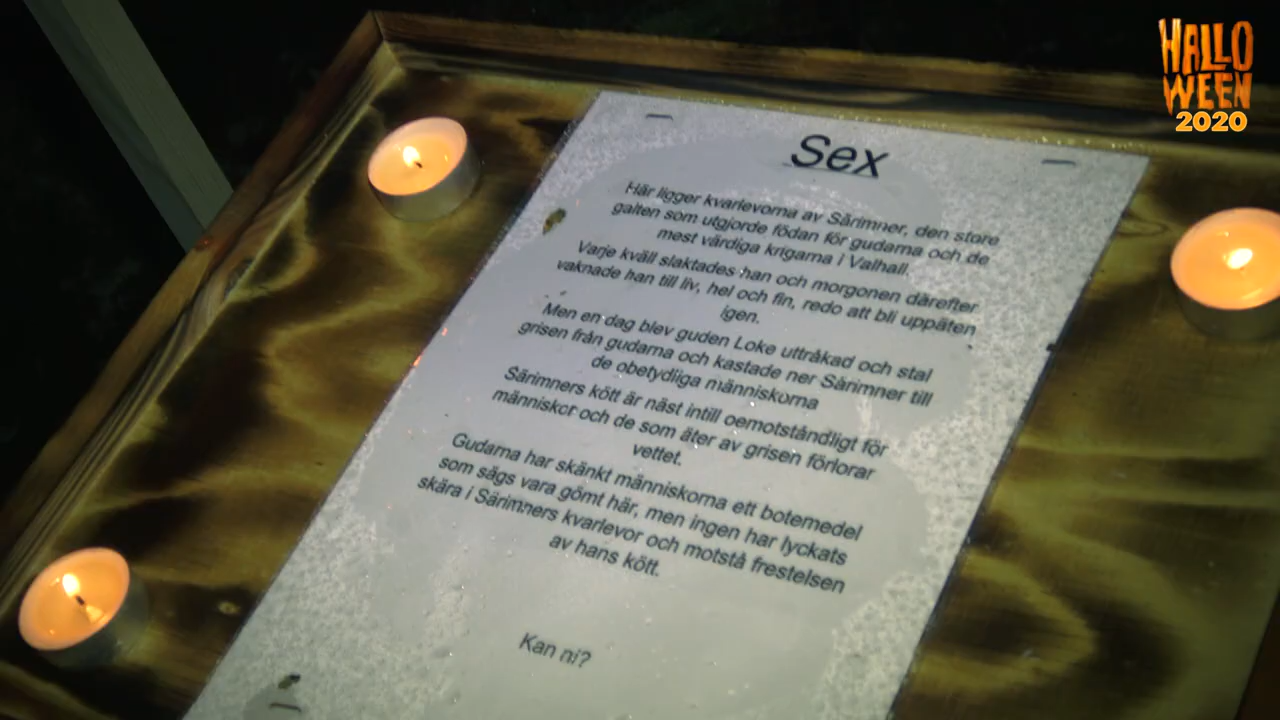 HALLO
WEEN
2020
Sex
Här ligger kvarlevorna av Särimner, den store
galten som utgjorde födan för gudarna och de
mest värdiga krigarna i Valhall.
Varje kväll slaktades han och morgonen därefter
vaknade han till liv, hel och fin, redo att bli uppäten
igen.
Men en dag blev guden Loke uttråkad och stal
grisen från gudarna och kastade ner Särimner till
de obetydliga människorna
Särimners kött är näst intill oemotståndligt för
människor och de som äter av grisen förlorar
vettet.
Gudarna har skänkt människorna ett botemedel
som sägs vara gömt här, men ingen har lyckats
skära i Särimners kvarlevor och motstå frestelsen
av hans kött.
Kan ni?